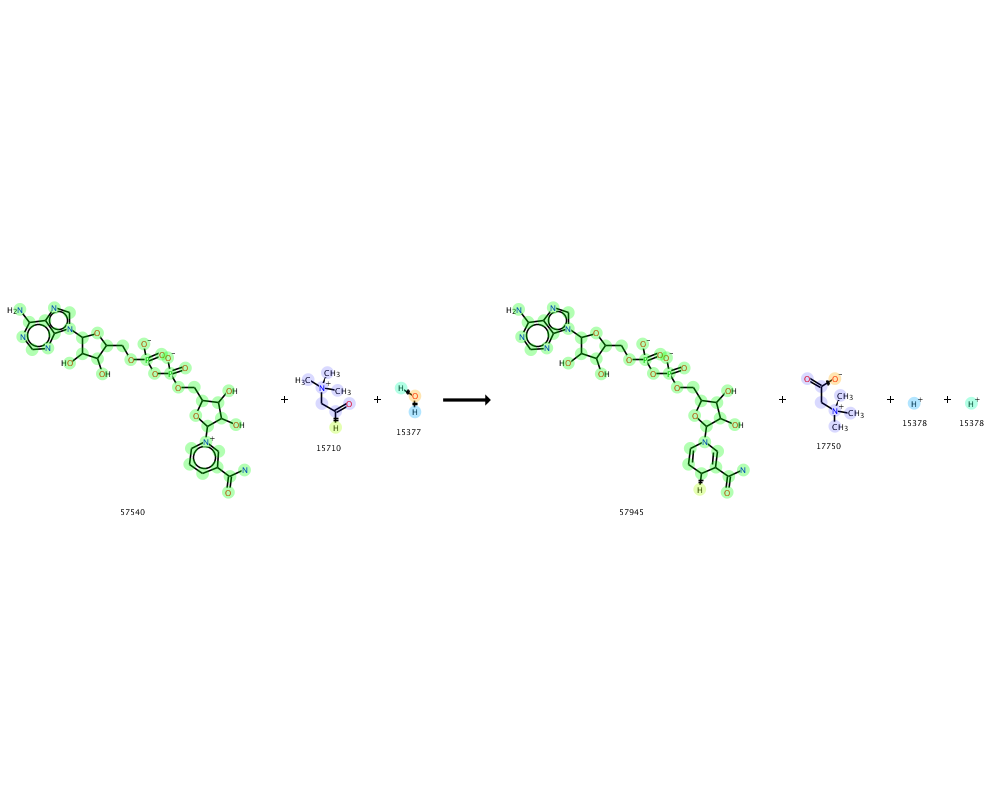 H₂N N N N N N O HO OH O O⁻ P O O P O⁻ O O O OH OH N⁺ N O
57540
+
H₃C CH₃ N⁺ CH₃ O H
15710
+
H O H
15377
H₂N N N N N N O HO OH O O⁻ P O O P O⁻ O O O OH OH N N O H
57945
+
O O⁻ CH₃ N⁺ CH₃ CH₃
17750
+
H⁺
15378
+
H⁺
15378